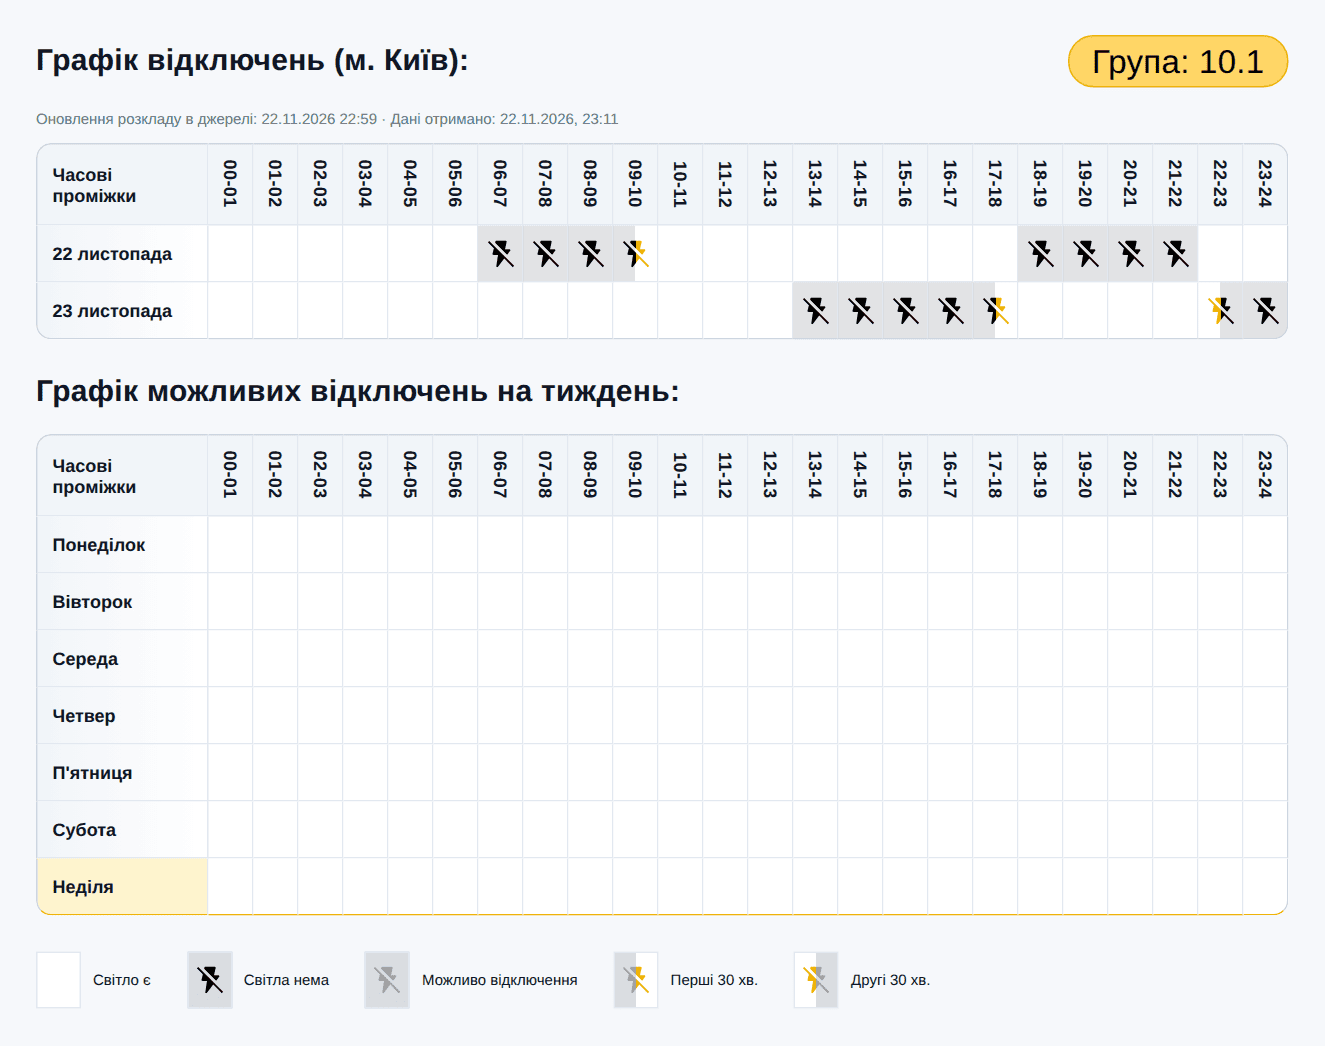 Графік відключень (м. Київ):
Група: 10.1
Оновлення розкладу в джерелі: 22.11.2026 22:59 · Дані отримано: 22.11.2026, 23:11
Часові проміжки 00-01 01-02 02-03 03-04 04-05 05-06 06-07 07-08 08-09 09-10 10-11 11-12 12-13 13-14 14-15 15-16 16-17 17-18 18-19 19-20 20-21 21-22 22-23 23-24
22 листопада
23 листопада
Графік можливих відключень на тиждень:
Часові проміжки 00-01 01-02 02-03 03-04 04-05 05-06 06-07 07-08 08-09 09-10 10-11 11-12 12-13 13-14 14-15 15-16 16-17 17-18 18-19 19-20 20-21 21-22 22-23 23-24
Понеділок
Вівторок
Середа
Четвер
П'ятниця
Субота
Неділя
Світло є Світла нема Можливо відключення Перші 30 хв. Другі 30 хв.